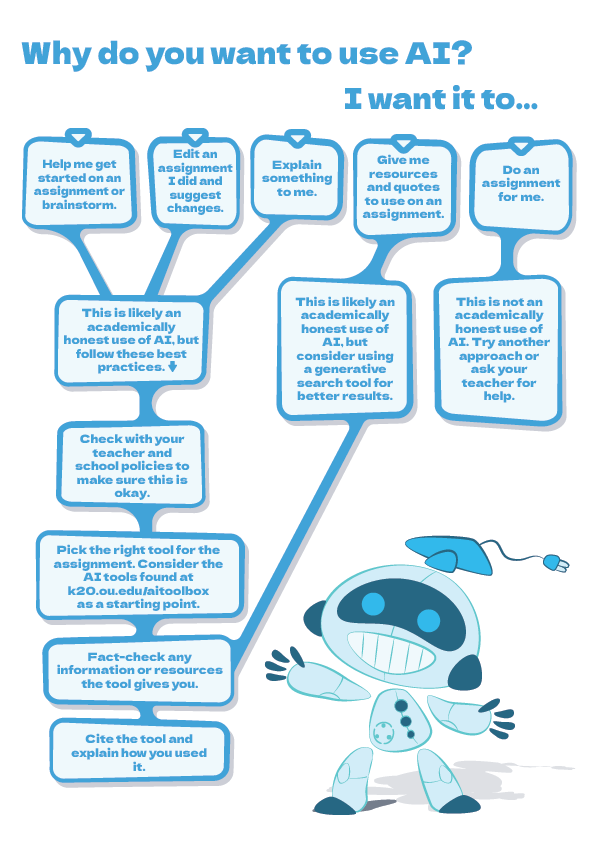 Why do you want to use AI?
I want it to...
Help me get
started on an
assignment or
brainstorm.
Edit an
assignment
I did and
suggest
changes.
Explain
something
to me.
Give me
resources
and quotes
to use on an
assignment.
Do an
assignment
for me.
This is likely an
academically
honest use of AI, but
follow these best
practices.
This is likely an
academically
honest use of
AI, but
consider using
a generative
search tool for
better results.
This is not an
academically
honest use of
AI. Try another
approach or
ask your
teacher for
help.
Check with your
teacher and
school policies to
make sure this is
okay.
Pick the right tool for the
assignment. Consider the
AI tools found at
k20.ou.edu/aitoolbox
as a starting point.
Fact-check any
information or resources
the tool gives you.
Cite the tool and
explain how you used
it.